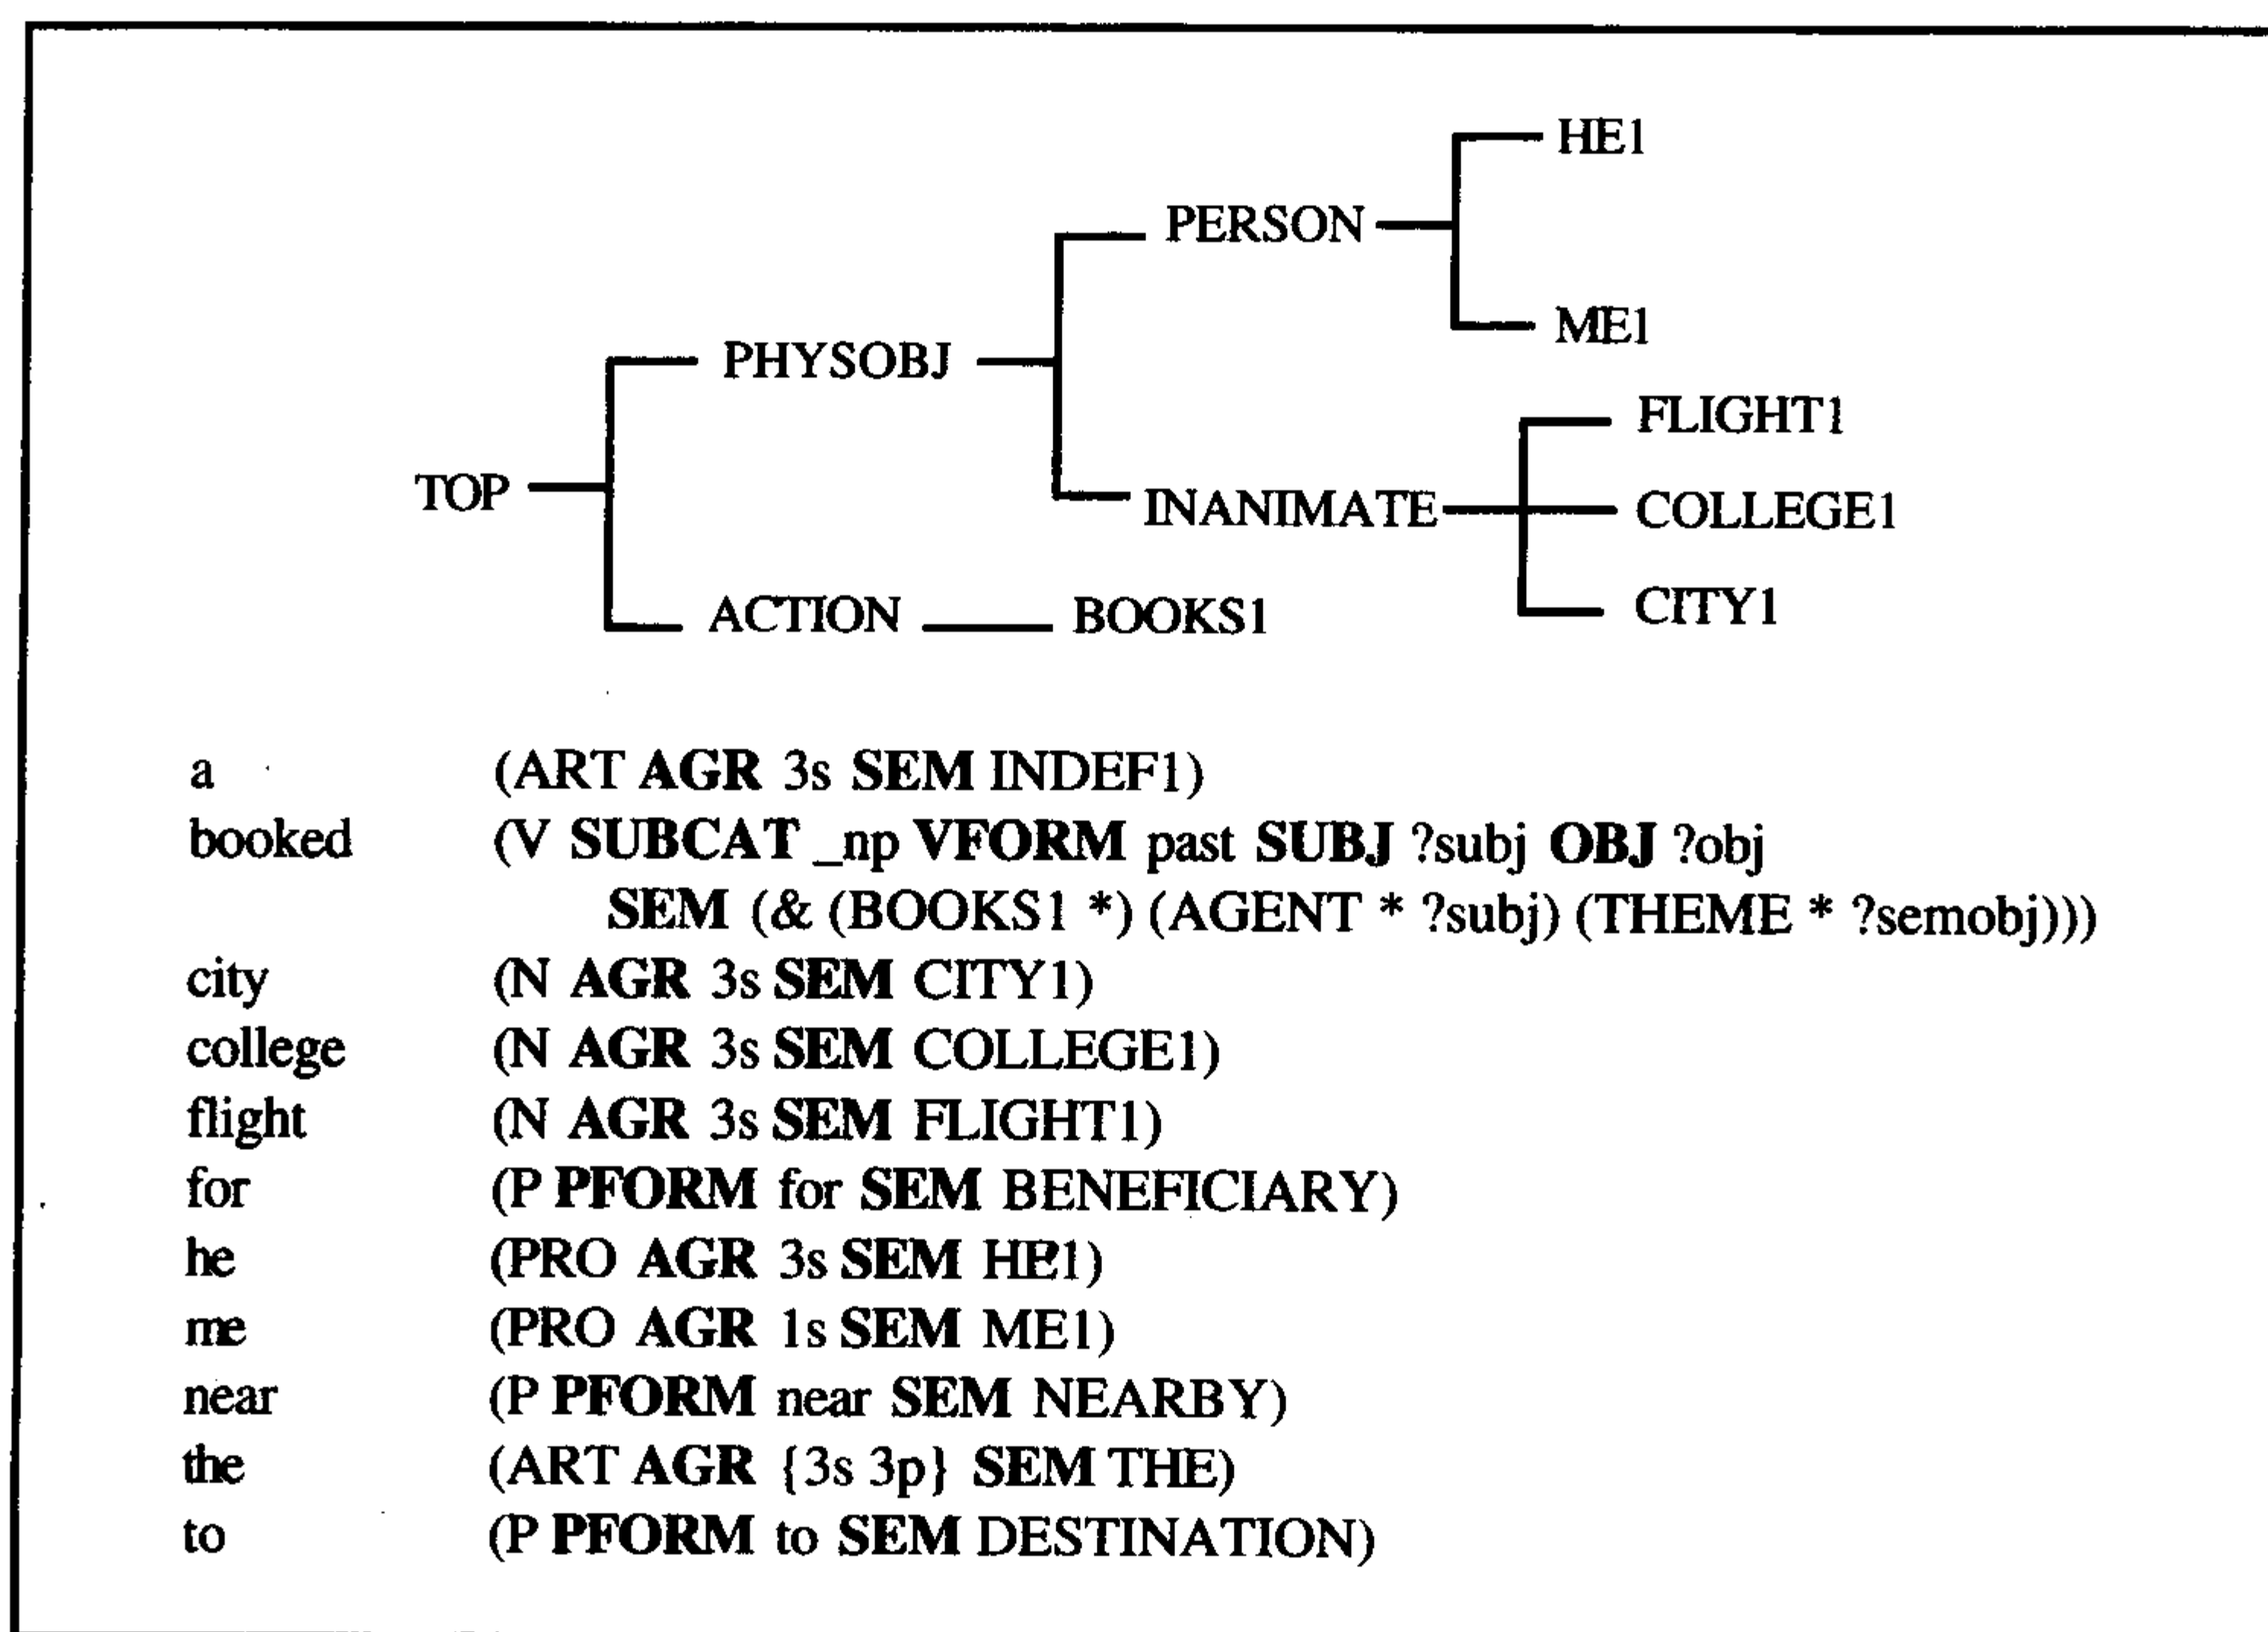 HE1
PERSON
ME1
PHYSOBJ
FLIGHT1
TOP
INANIMATE
COLLEGE1
ACTION
BOOKS1
CITY1
a (ART AGR 3s SEM INDEF1)
booked (V SUBCAT _np VFORM past SUBJ ?subj OBJ ?obj
SEM (& (BOOKS1 *) (AGENT * ?subj) (THEME * ?semobj)))
city (N AGR 3s SEM CITY1)
college (N AGR 3s SEM COLLEGE1)
flight (N AGR 3s SEM FLIGHT1)
for (P PFORM for SEM BENEFICIARY)
he (PRO AGR 3s SEM HE1)
me (PRO AGR 1s SEM ME1)
near (P PFORM near SEM NEARBY)
the (ART AGR {3s 3p} SEM THE)
to (P PFORM to SEM DESTINATION)